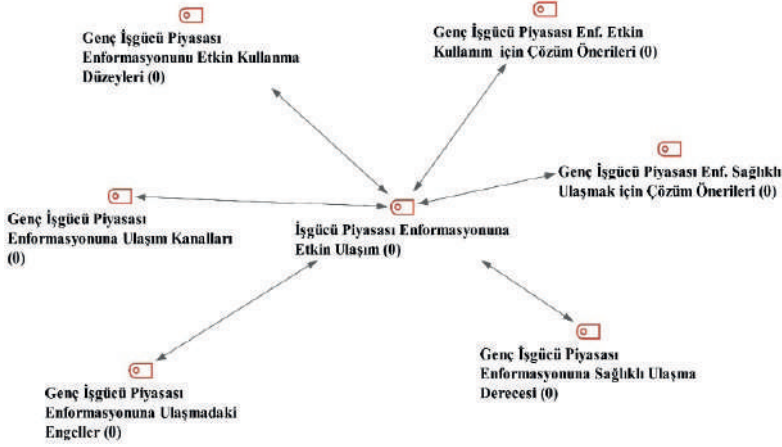 Genç İşgücü Piyasası
Enformasyonunu Etkin Kullanma
Düzeyleri (0)
Genç İşgücü Piyasası Enf. Etkin
Kullanım için Çözüm Önerileri (0)
Genç İşgücü Piyasası Enf. Sağlıklı
Ulaşmak için Çözüm Önerileri (0)
Genç İşgücü Piyasası
Enformasyonuna Ulaşım Kanalları
(0)
İşgücü Piyasası Enformasyonuna
Etkin Ulaşım (0)
Genç İşgücü Piyasası
Enformasyonuna Sağlıklı Ulaşma
Derecesi (0)
Genç İşgücü Piyasası
Enformasyonuna Ulaşmadaki
Engeller (0)